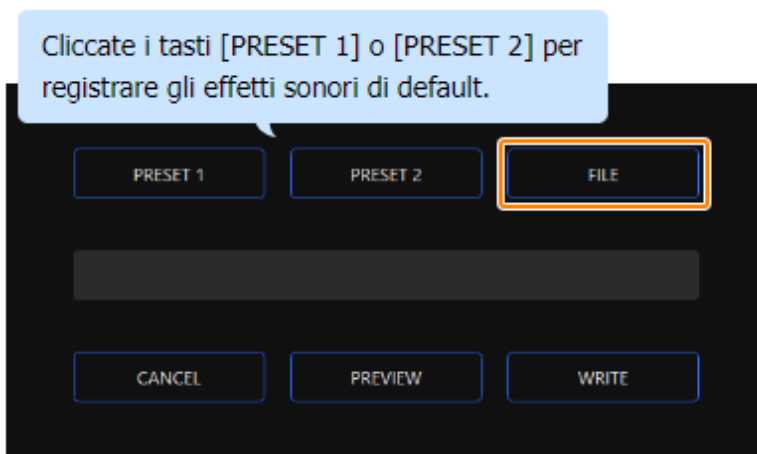 Cliccate i tasti [PRESET 1] o [PRESET 2] per
registrare gli effetti sonori di default.
PRESET 1 PRESET 2 FILE
CANCEL PREVIEW WRITE